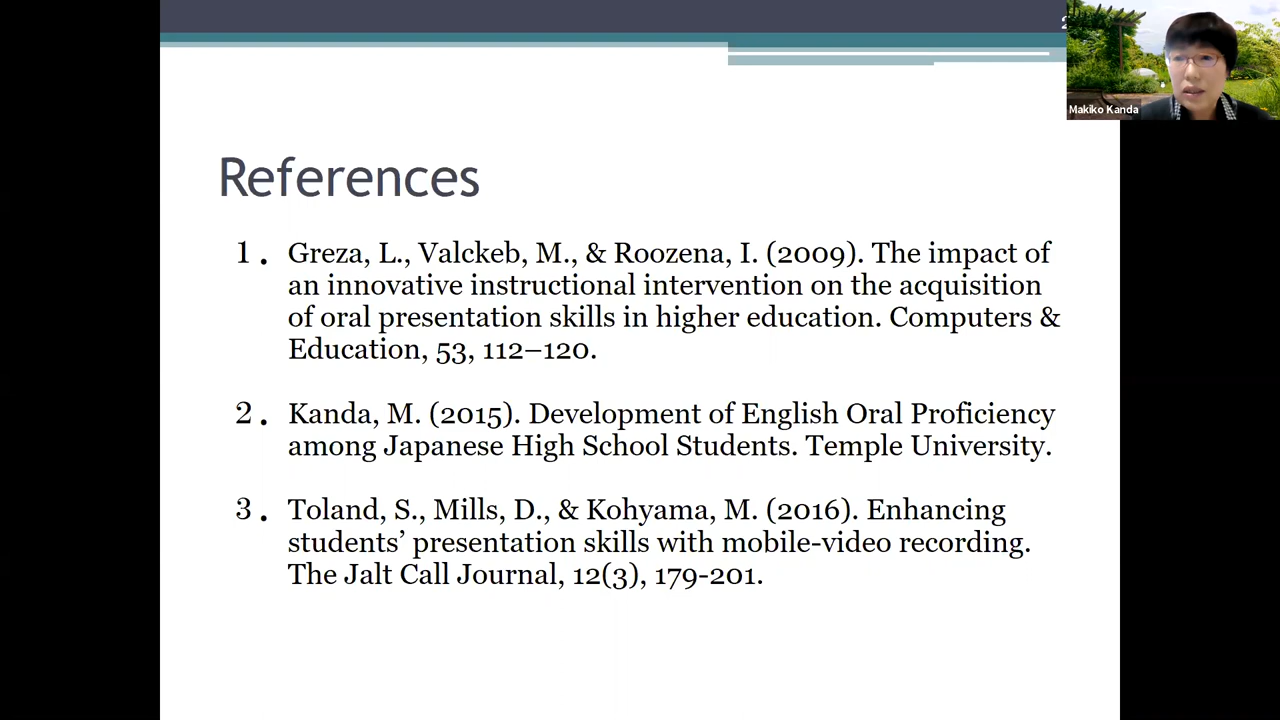 Makiko Kanda
References
1. Greza, L., Valckeb, M., & Roozena, I. (2009). The impact of
an innovative instructional intervention on the acquisition
of oral presentation skills in higher education. Computers &
Education, 53, 112–120.
2. Kanda, M. (2015). Development of English Oral Proficiency
among Japanese High School Students. Temple University.
3. Toland, S., Mills, D., & Kohyama, M. (2016). Enhancing
students’ presentation skills with mobile-video recording.
The Jalt Call Journal, 12(3), 179-201.